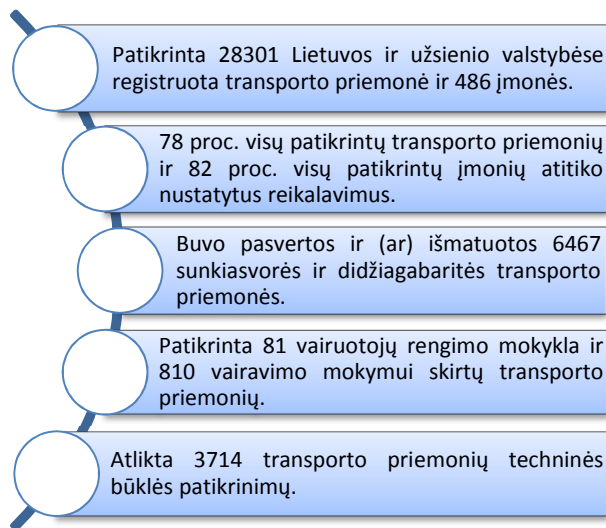 Patikrinta 28301 Lietuvos ir užsienio valstybėse
registruota transporto priemonė ir 486 įmonės.
78 proc. visų patikrintų transporto priemonių
ir 82 proc. visų patikrintų įmonių atitiko
nustatytus reikalavimus.
Buvo pasvertos ir (ar) išmatuotos 6467
sunkiasvorės ir didžiagabaritės transporto
priemonės.
Patikrinta 81 vairuotojų rengimo mokykla ir
810 vairavimo mokymui skirtų transporto
priemonių.
Atlikta 3714 transporto priemonių techninės
būklės patikrinimų.